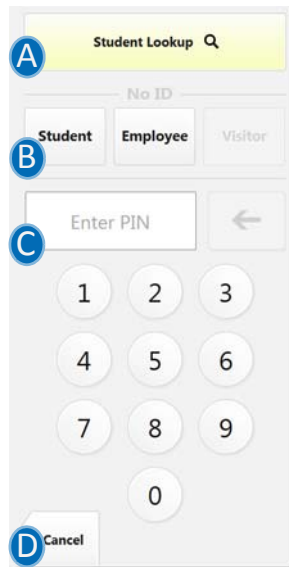 A Student Lookup
No ID
B Student Employee Visitor
C Enter PIN
1 2 3
4 5 6
7 8 9
0
D Cancel